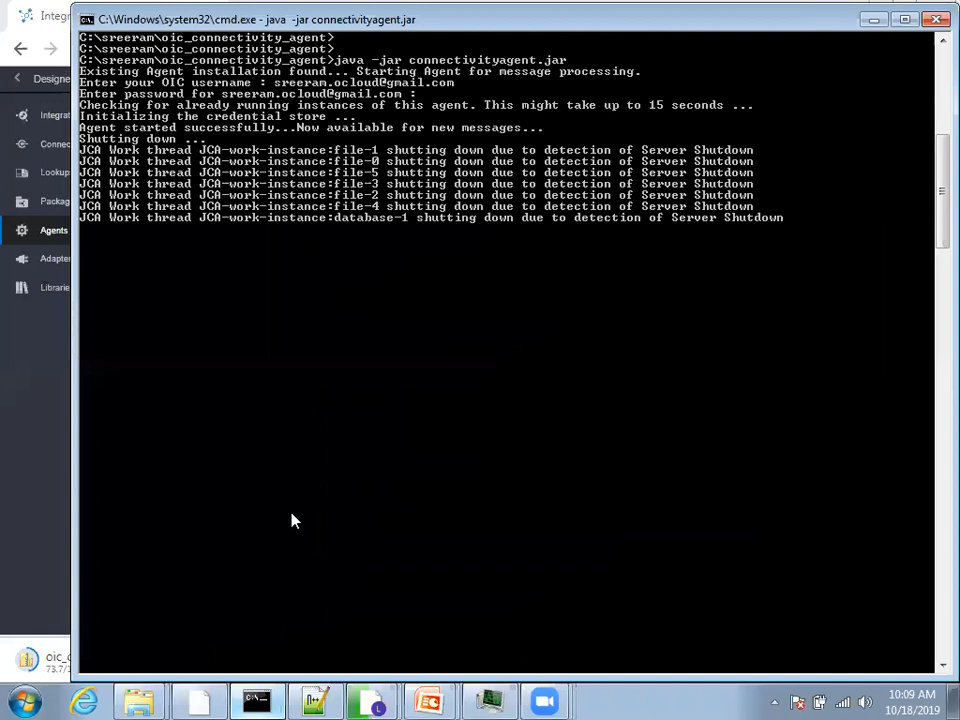 Integr
C:\Windows\system32\cmd.exe - java -jar connectivityagent.jar
C:\sreeram\oic_connectivity_agent>
C:\sreeram\oic_connectivity_agent>
C:\sreeram\oic_connectivity_agent>java -jar connectivityagent.jar
Existing Agent installation found... Starting Agent for message processing.
Enter your OIC username : sreeram.ocloud@gmail.com
Enter password for sreeram.ocloud@gmail.com :
Checking for already running instances of this agent. This might take up to 15 seconds ...
Initializing the credential store ...
Agent started successfully...Now available for new messages...
Shutting down ...
JCA Work thread JCA-work-instance:file-1 shutting down due to detection of Server Shutdown
JCA Work thread JCA-work-instance:file-0 shutting down due to detection of Server Shutdown
JCA Work thread JCA-work-instance:file-5 shutting down due to detection of Server Shutdown
JCA Work thread JCA-work-instance:file-3 shutting down due to detection of Server Shutdown
JCA Work thread JCA-work-instance:file-2 shutting down due to detection of Server Shutdown
JCA Work thread JCA-work-instance:file-4 shutting down due to detection of Server Shutdown
JCA Work thread JCA-work-instance:database-1 shutting down due to detection of Server Shutdown
Designe
Integrat
Connec
Lookup
Packag
Agents
Adapter
Librarie
oic_c
73.7/
10:09 AM
10/18/2019